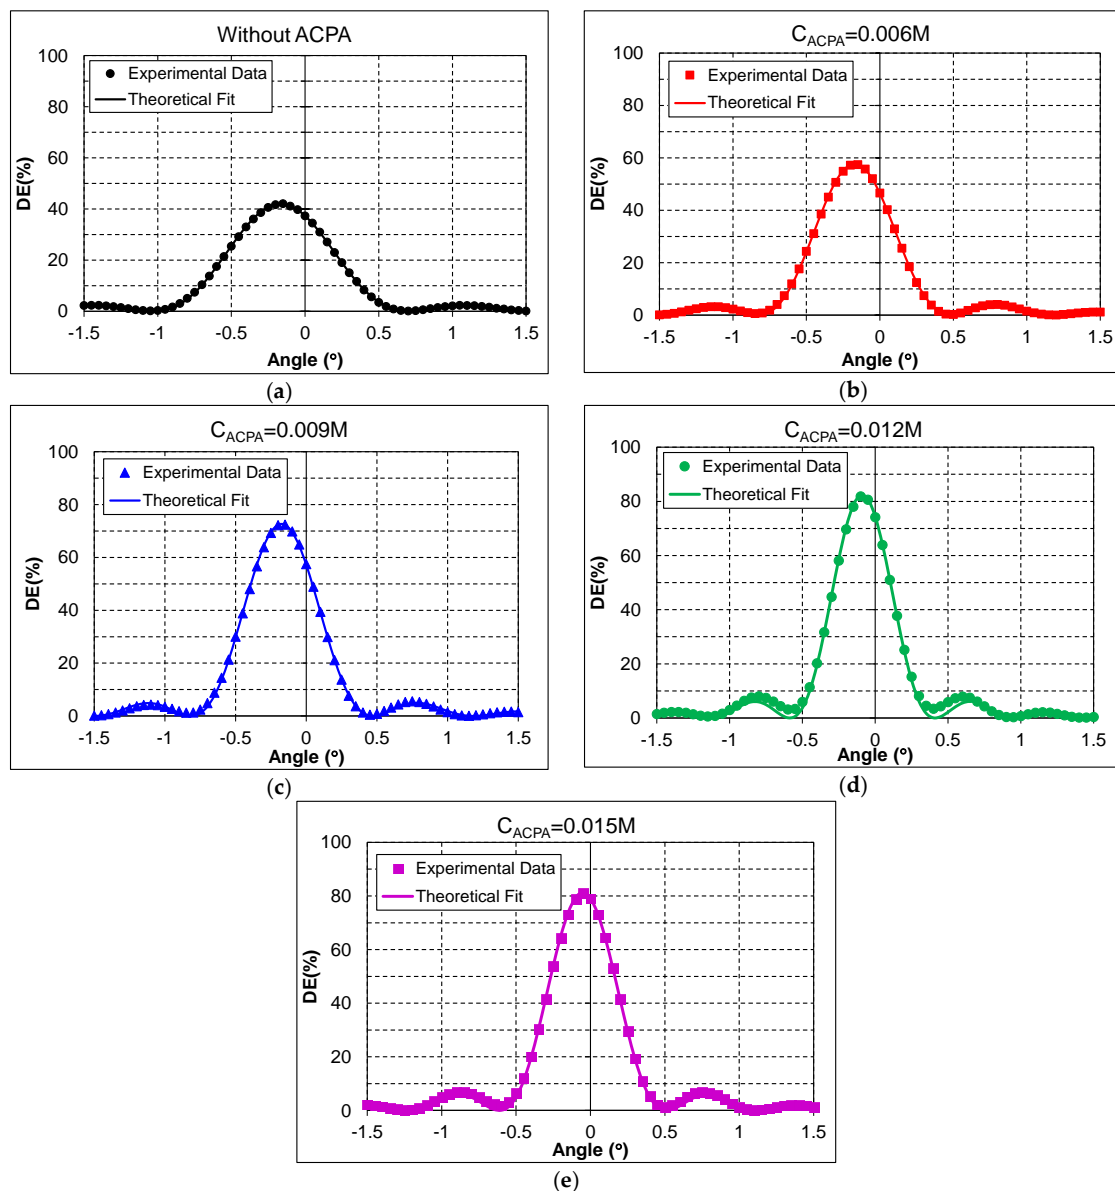 Without ACPA
100
80
60
40
20
0
DE(%)
Experimental Data
Theoretical Fit
-1.5 -1 -0.5 0 0.5 1 1.5
Angle (º)
(a)
C_ACPA=0.006M
100
80
60
40
20
0
DE(%)
Experimental Data
Theoretical Fit
-1.5 -1 -0.5 0 0.5 1 1.5
Angle (º)
(b)
C_ACPA=0.009M
100
80
60
40
20
0
DE(%)
Experimental Data
Theoretical Fit
-1.5 -1 -0.5 0 0.5 1 1.5
Angle (º)
(c)
C_ACPA=0.012M
100
80
60
40
20
0
DE(%)
Experimental Data
Theoretical Fit
-1.5 -1 -0.5 0 0.5 1 1.5
Angle (º)
(d)
C_ACPA=0.015M
100
80
60
40
20
0
DE(%)
Experimental Data
Theoretical Fit
-1.5 -1 -0.5 0 0.5 1 1.5
Angle (º)
(e)